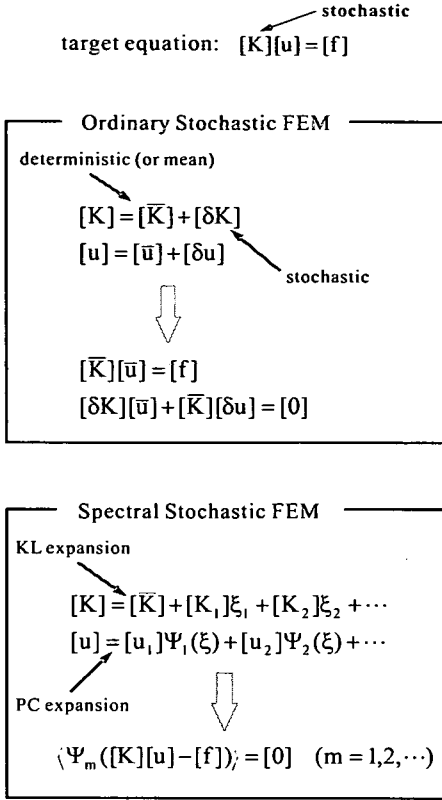 stochastic
target equation: [K][u]=[f]
Ordinary Stochastic FEM
deterministic (or mean)
[K]=[K̅]+[δK]
[u]=[u̅]+[δu]
stochastic
[K̅][u̅]=[f]
[δK][u̅]+[K̅][δu]=[0]
Spectral Stochastic FEM
KL expansion
[K]=[K̅]+[K₁]ξ₁+[K₂]ξ₂+⋯
[u]=[u₁]Ψ₁(ξ)+[u₂]Ψ₂(ξ)+⋯
PC expansion
⟨Ψₘ([K][u]−[f])⟩=[0] (m=1,2,⋯)